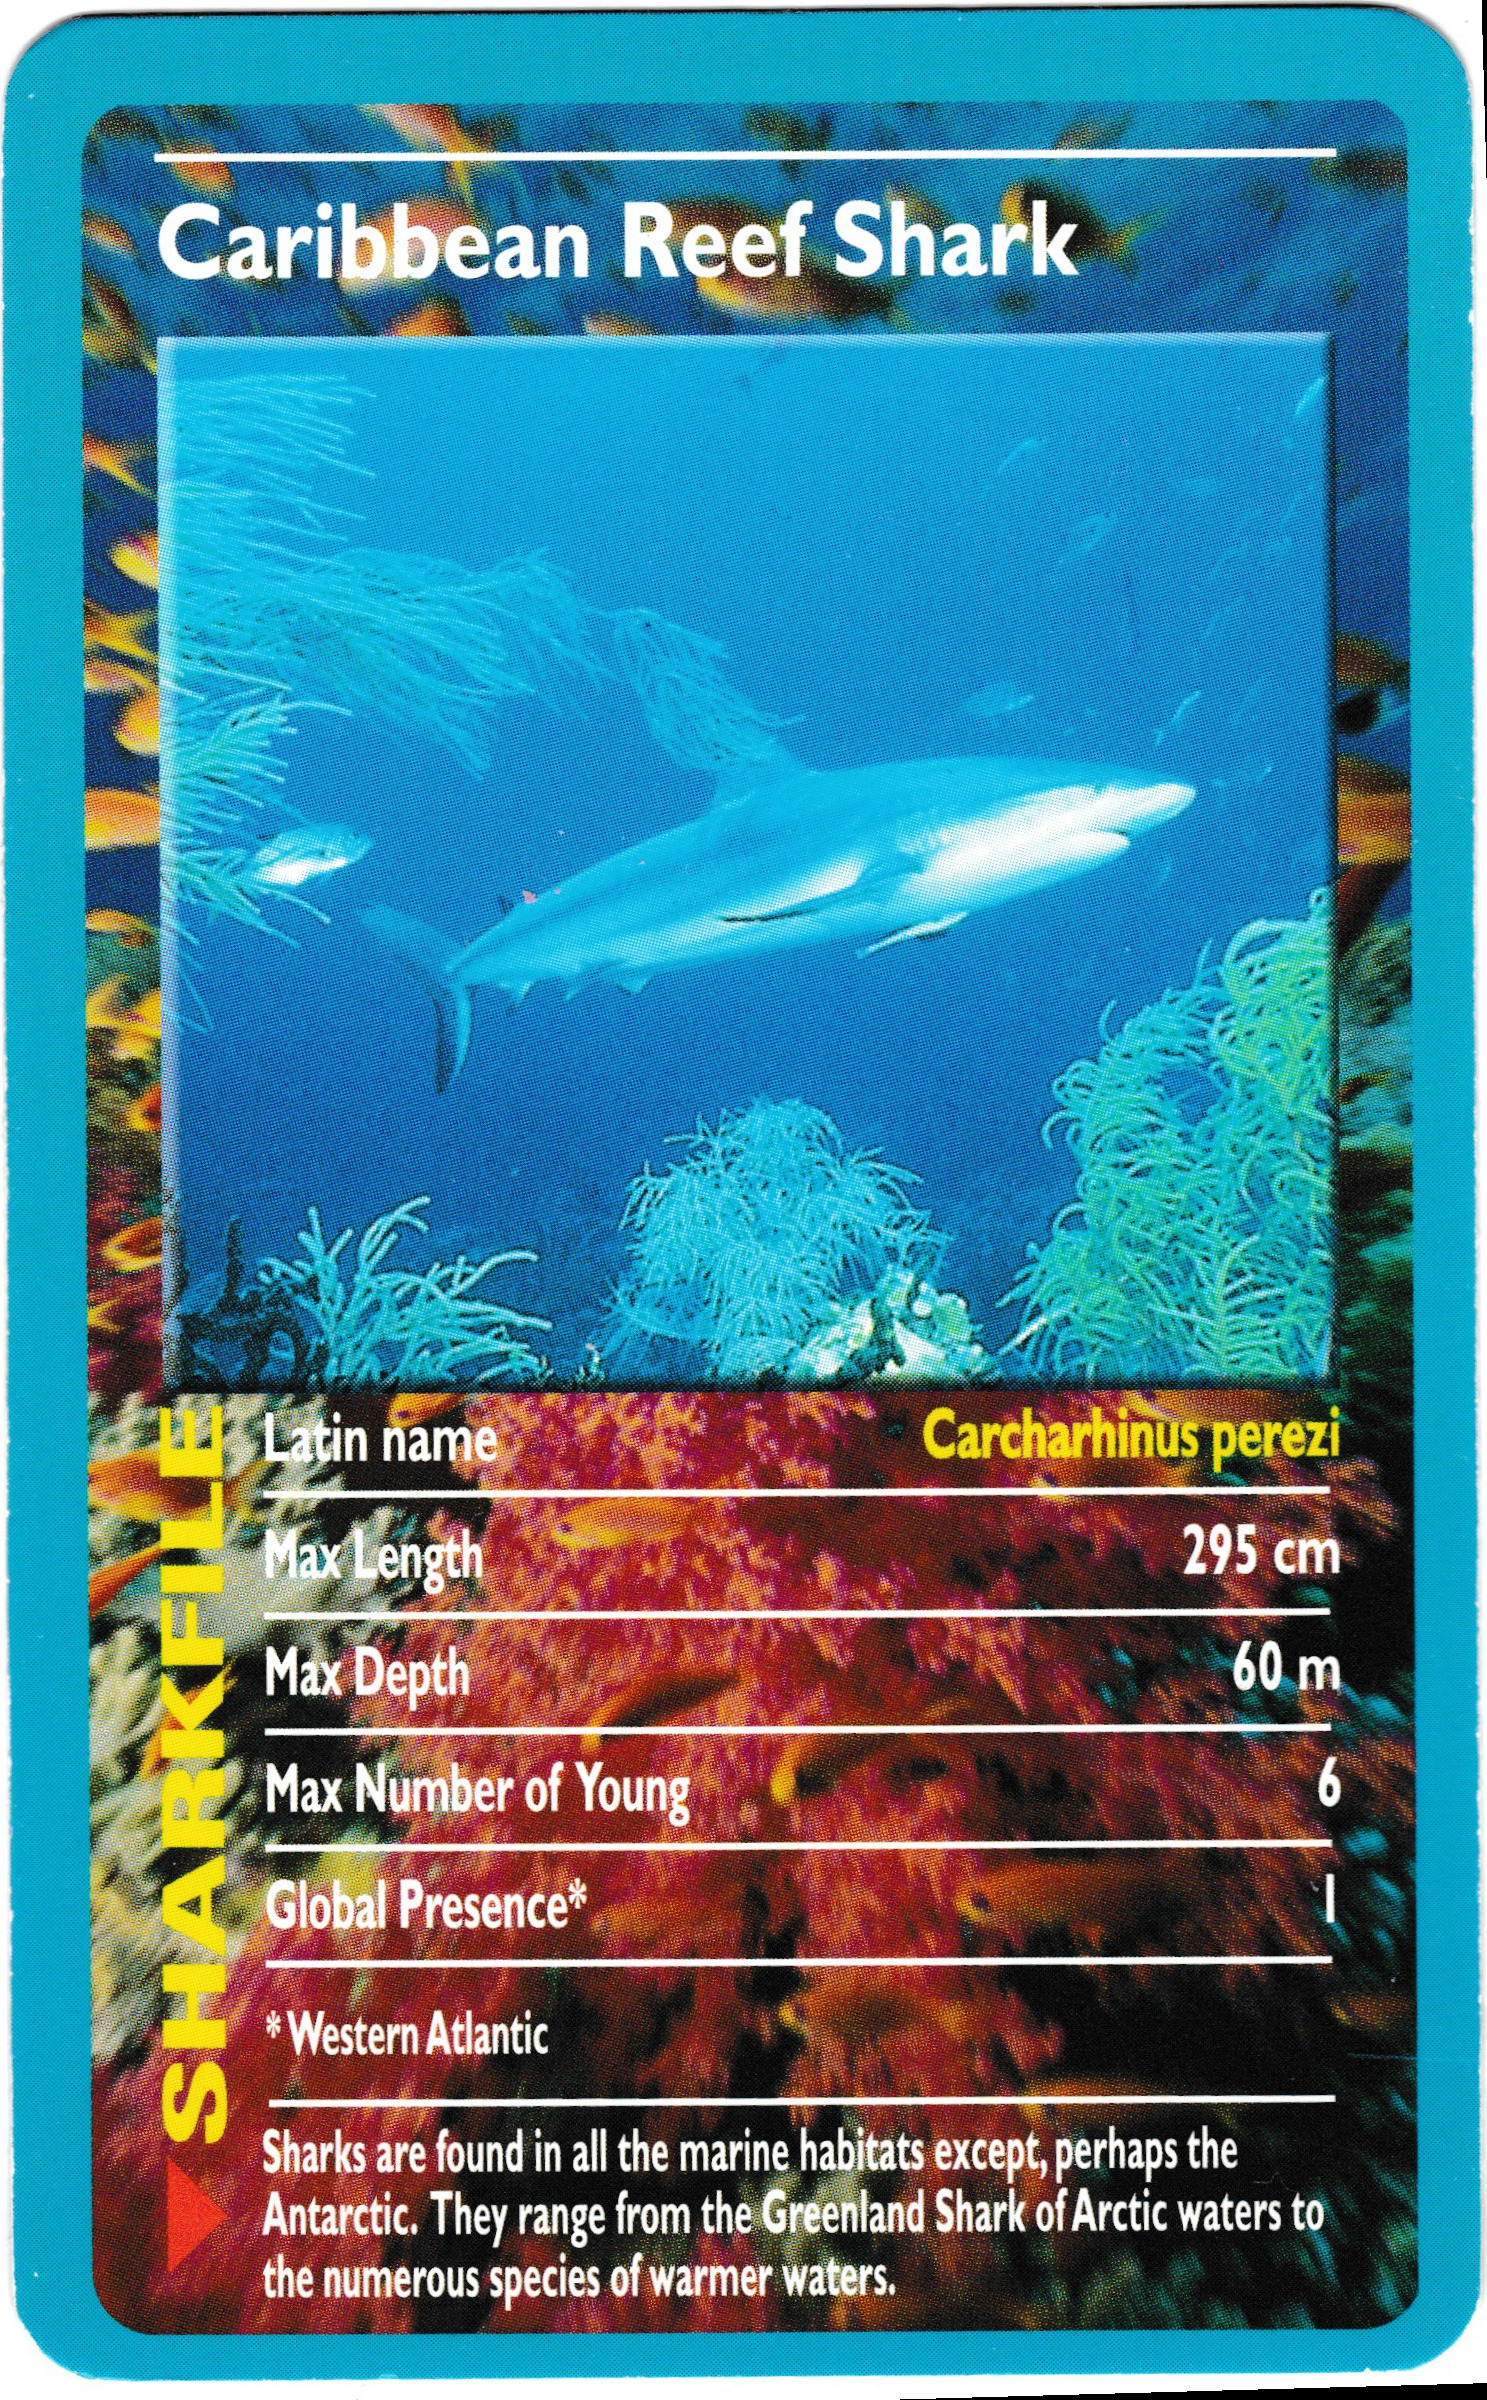 Caribbean Reef Shark
SHARKFILE
Latin name Carcharhinus perezi
Max Length 295 cm
Max Depth 60 m
Max Number of Young 6
Global Presence* 1
* Western Atlantic
Sharks are found in all the marine habitats except, perhaps the
Antarctic. They range from the Greenland Shark of Arctic waters to
the numerous species of warmer waters.